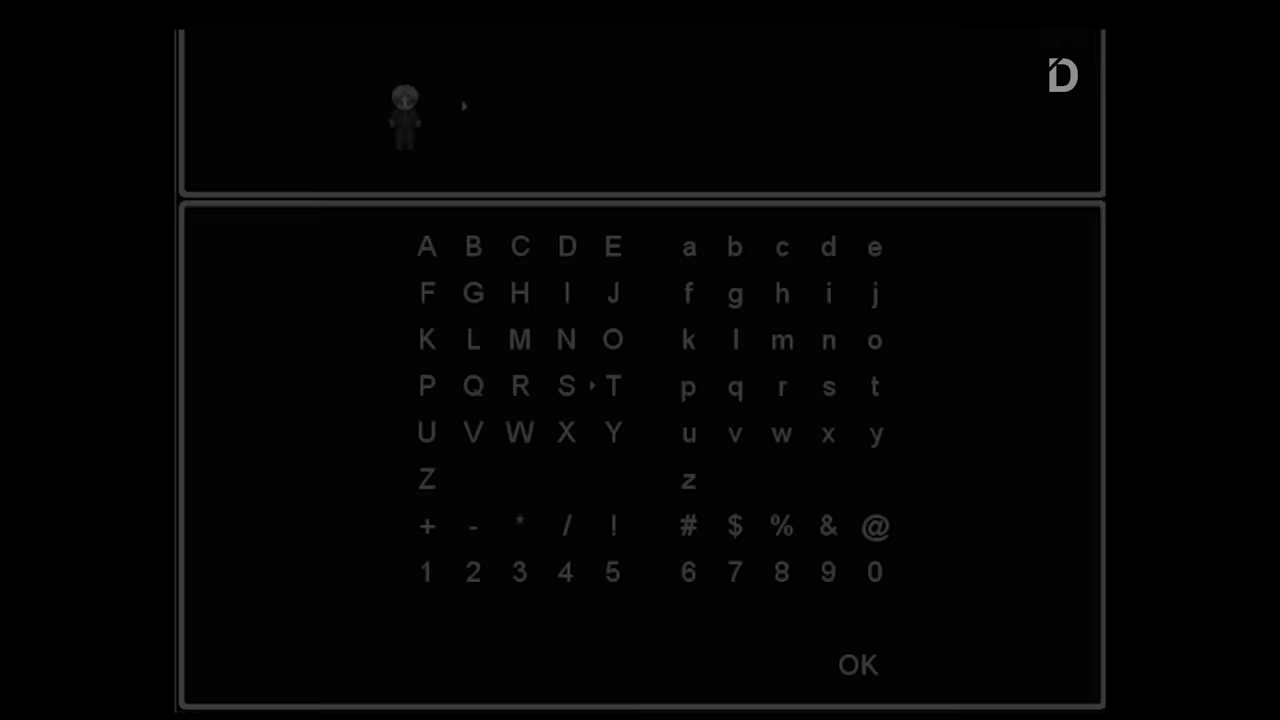 D
A B C D E a b c d e
F G H I J f g h i j
K L M N O k l m n o
P Q R S T p q r s t
U V W X Y u v w x y
Z z
+ - * / ! # $ % & @
1 2 3 4 5 6 7 8 9 0
OK